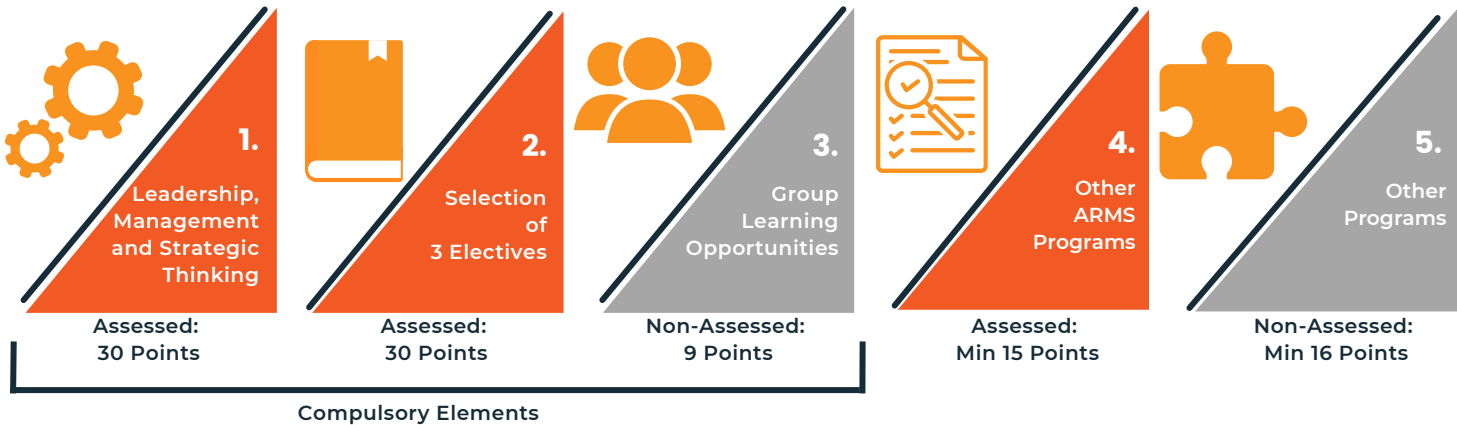 1.
Leadership,
Management
and Strategic
Thinking
Assessed:
30 Points
2.
Selection
of
3 Electives
Assessed:
30 Points
3.
Group
Learning
Opportunities
Non-Assessed:
9 Points
4.
Other
ARMS
Programs
Assessed:
Min 15 Points
5.
Other
Programs
Non-Assessed:
Min 16 Points
Compulsory Elements